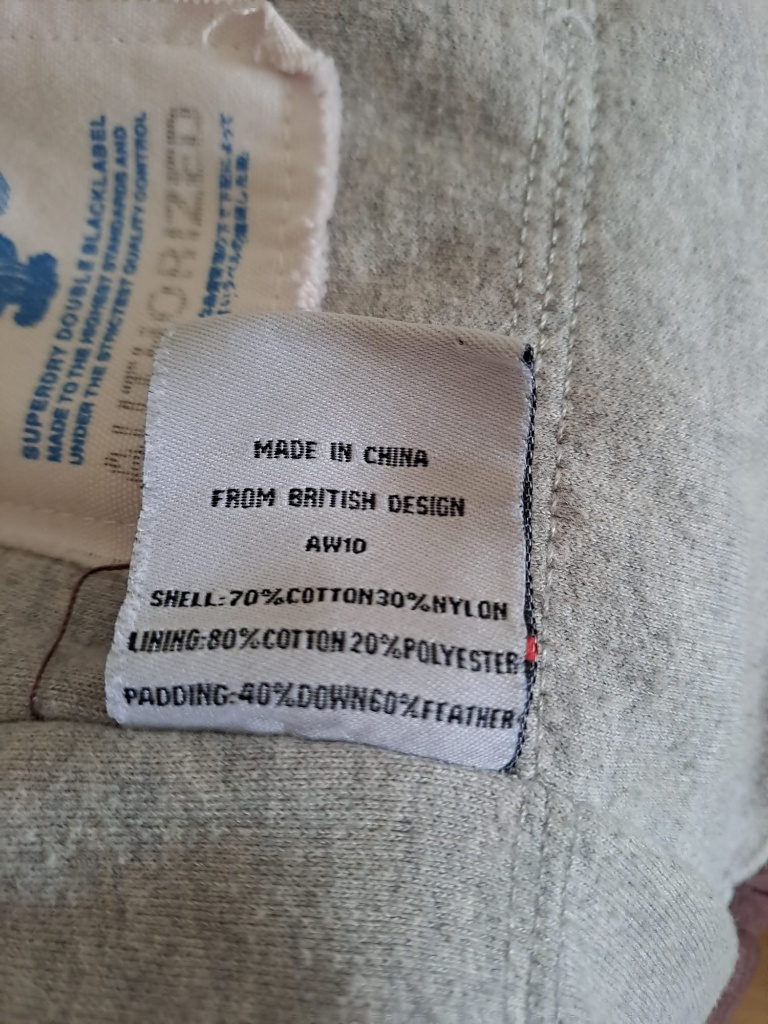 SUPERDRY DOUBLE BLACKLABEL
MADE TO THE HIGHEST STANDARDS AND
UNDER THE STRICTEST QUALITY CONTROL
AUTHORIZED
MADE IN CHINA
FROM BRITISH DESIGN
AW10
SHELL:70%COTTON30%NYLON
LINING:80%COTTON 20%POLYESTER
PADDING:40%DOWN60%FEATHER